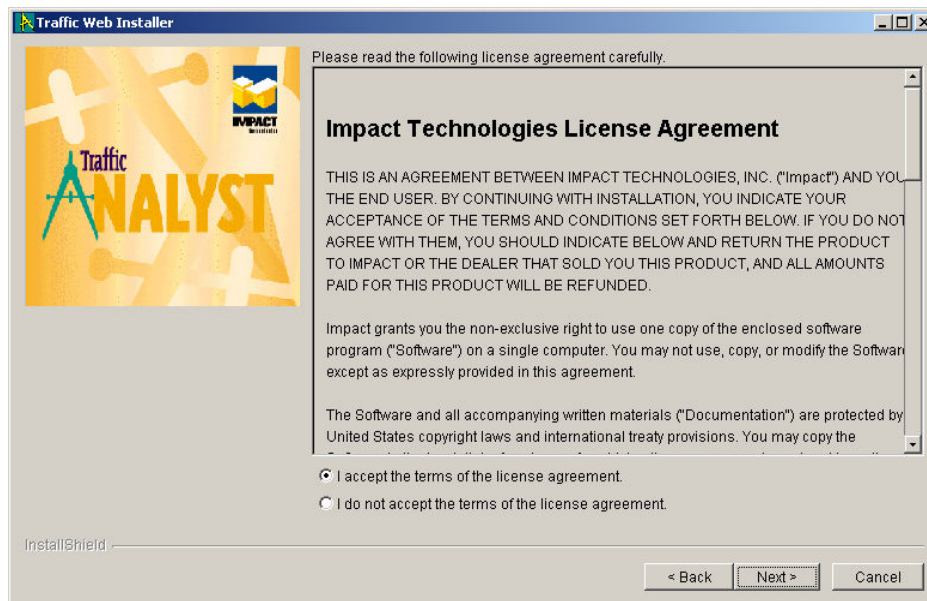 Traffic Web Installer
IMPACT
Traffic
ANALYST
Please read the following license agreement carefully.
Impact Technologies License Agreement
THIS IS AN AGREEMENT BETWEEN IMPACT TECHNOLOGIES, INC. ("Impact") AND YOU
THE END USER. BY CONTINUING WITH INSTALLATION, YOU INDICATE YOUR
ACCEPTANCE OF THE TERMS AND CONDITIONS SET FORTH BELOW. IF YOU DO NOT
AGREE WITH THEM, YOU SHOULD INDICATE BELOW AND RETURN THE PRODUCT
TO IMPACT OR THE DEALER THAT SOLD YOU THIS PRODUCT, AND ALL AMOUNTS
PAID FOR THIS PRODUCT WILL BE REFUNDED.
Impact grants you the non-exclusive right to use one copy of the enclosed software
program ("Software") on a single computer. You may not use, copy, or modify the Software
except as expressly provided in this agreement.
The Software and all accompanying written materials ("Documentation") are protected by
United States copyright laws and international treaty provisions. You may copy the
I accept the terms of the license agreement.
I do not accept the terms of the license agreement.
InstallShield
< Back
Next >
Cancel